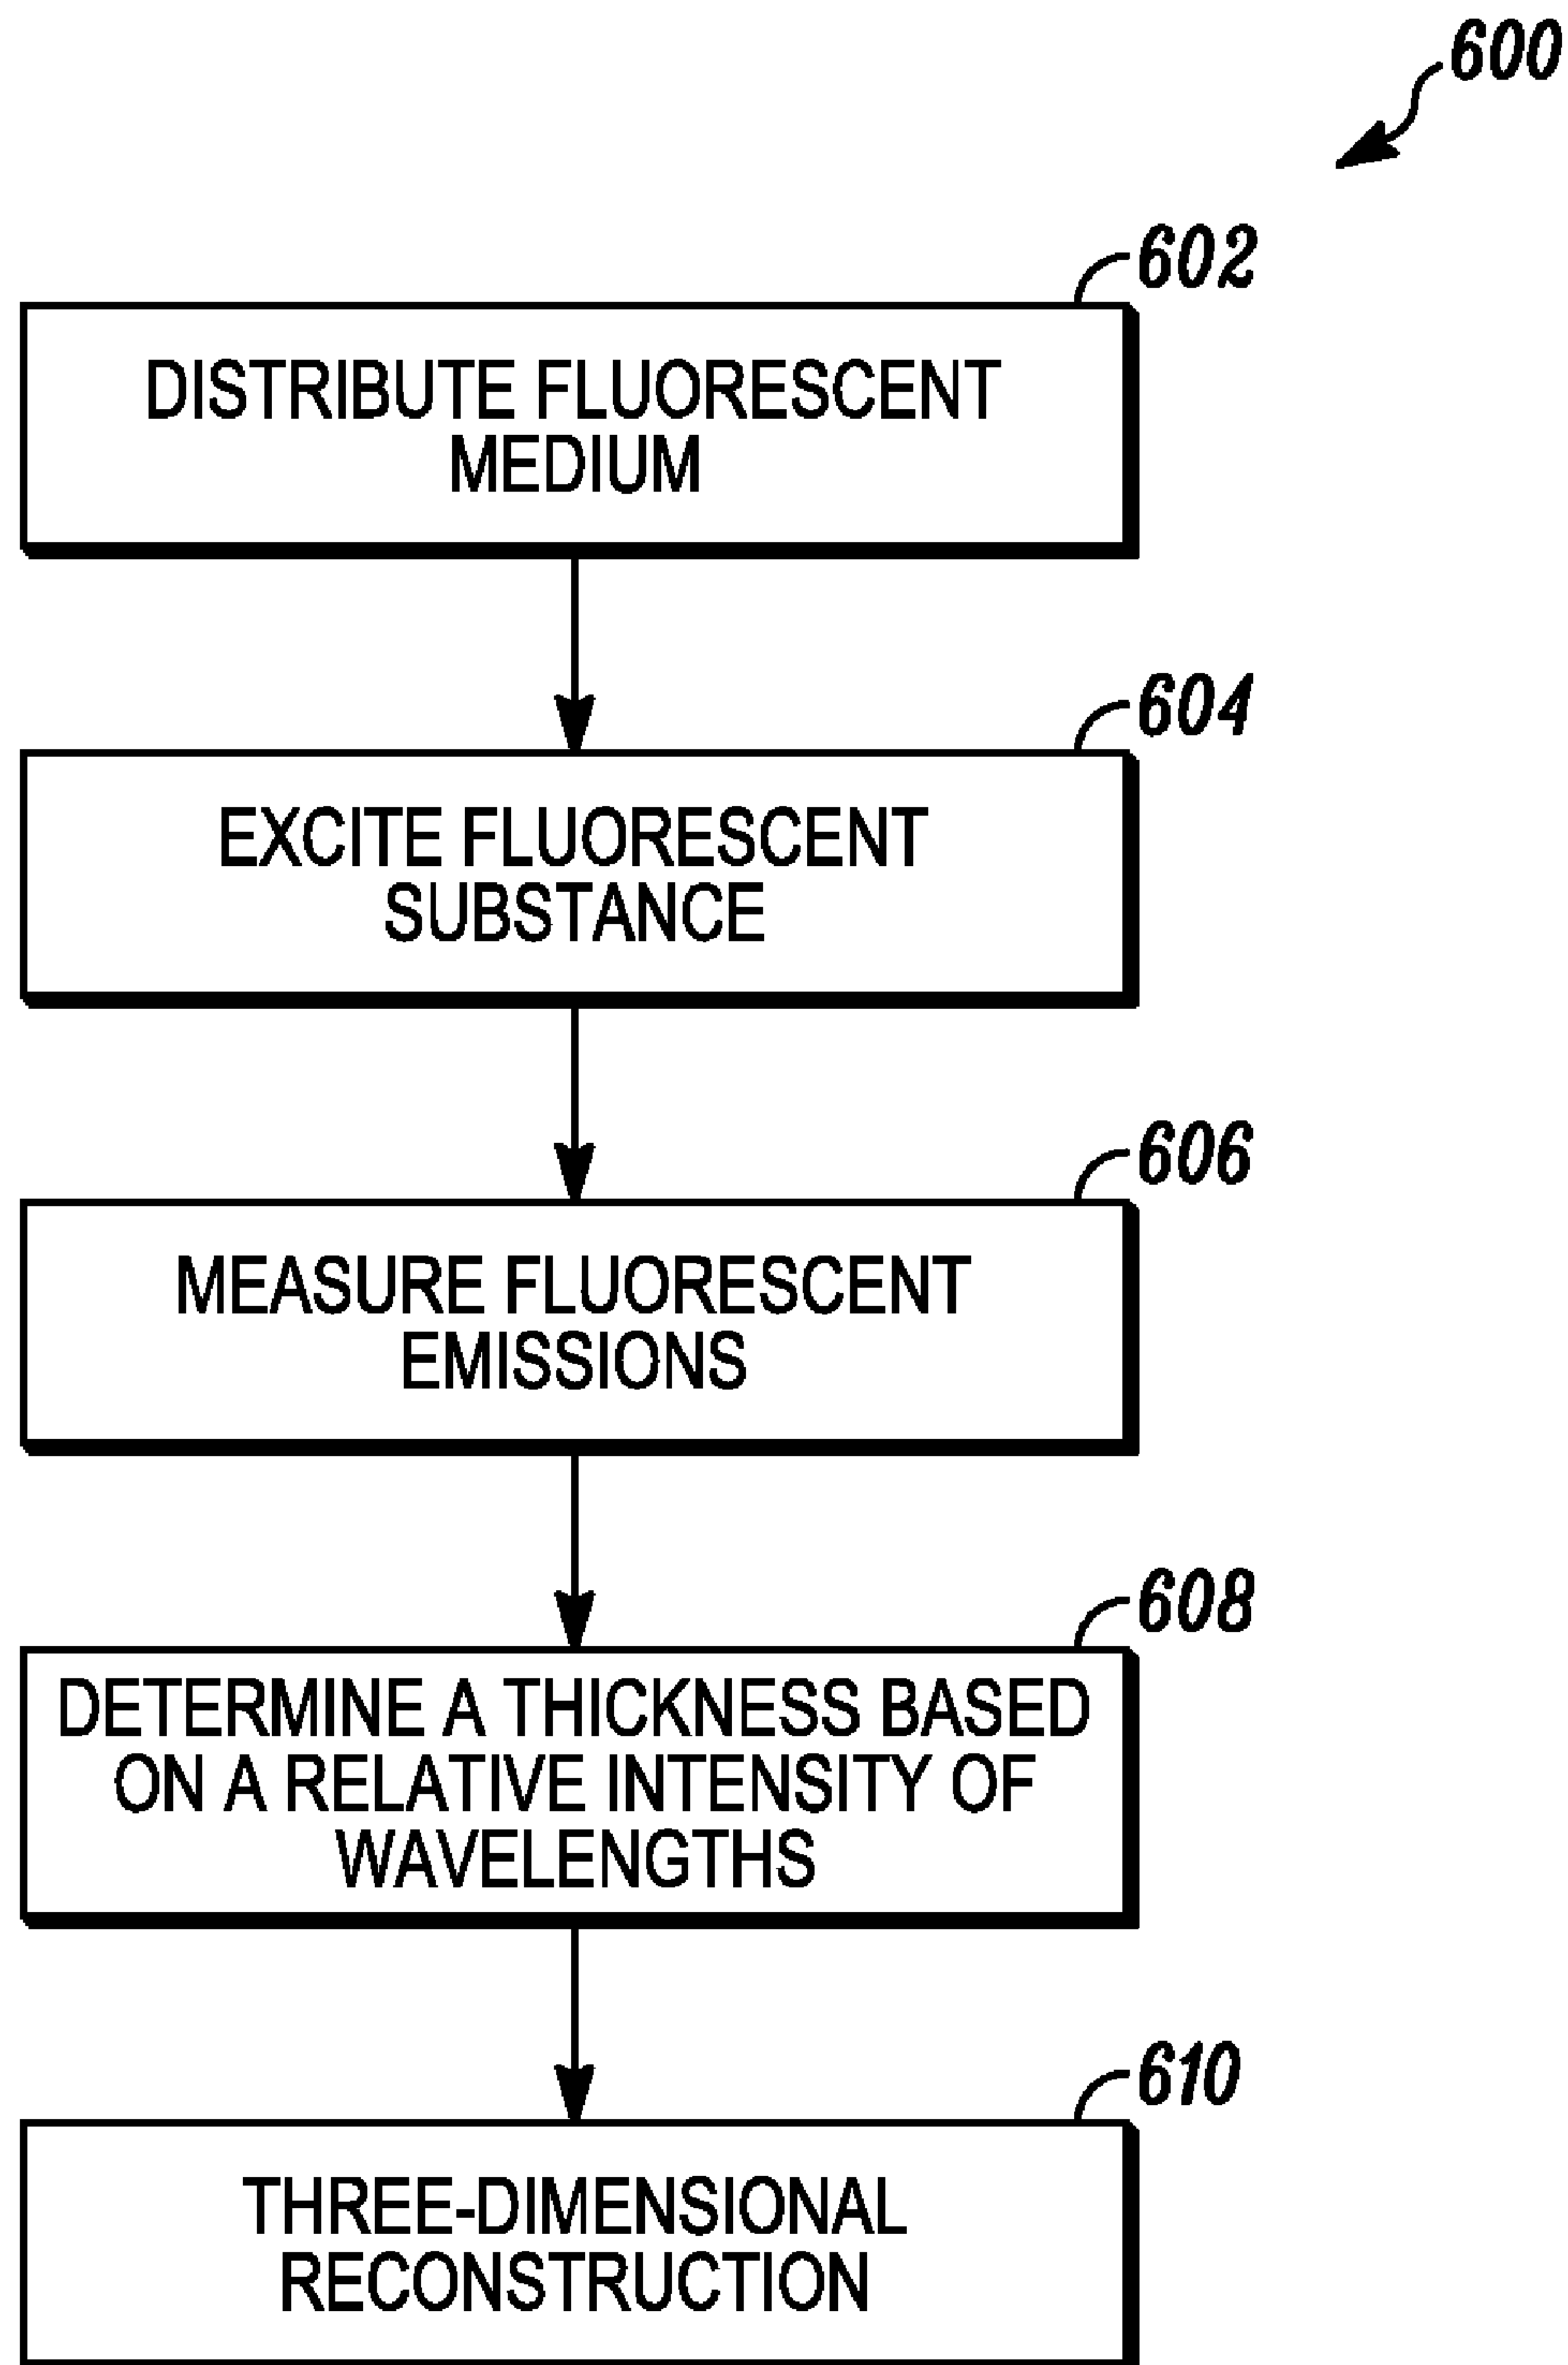 600
602
DISTRIBUTE FLUORESCENT
MEDIUM
604
EXCITE FLUORESCENT
SUBSTANCE
606
MEASURE FLUORESCENT
EMISSIONS
608
DETERMINE A THICKNESS BASED
ON A RELATIVE INTENSITY OF
WAVELENGTHS
610
THREE-DIMENSIONAL
RECONSTRUCTION